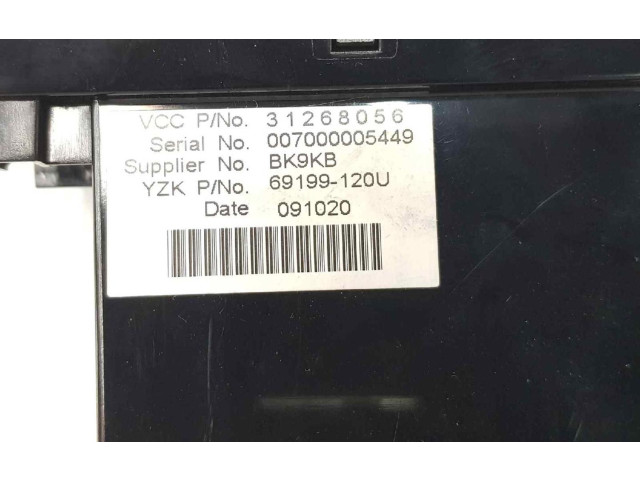 VCC P/No. 31268056
Serial No. 007000005449
Supplier No. BK9KB
YZK P/No. 69199-120U
Date 091020